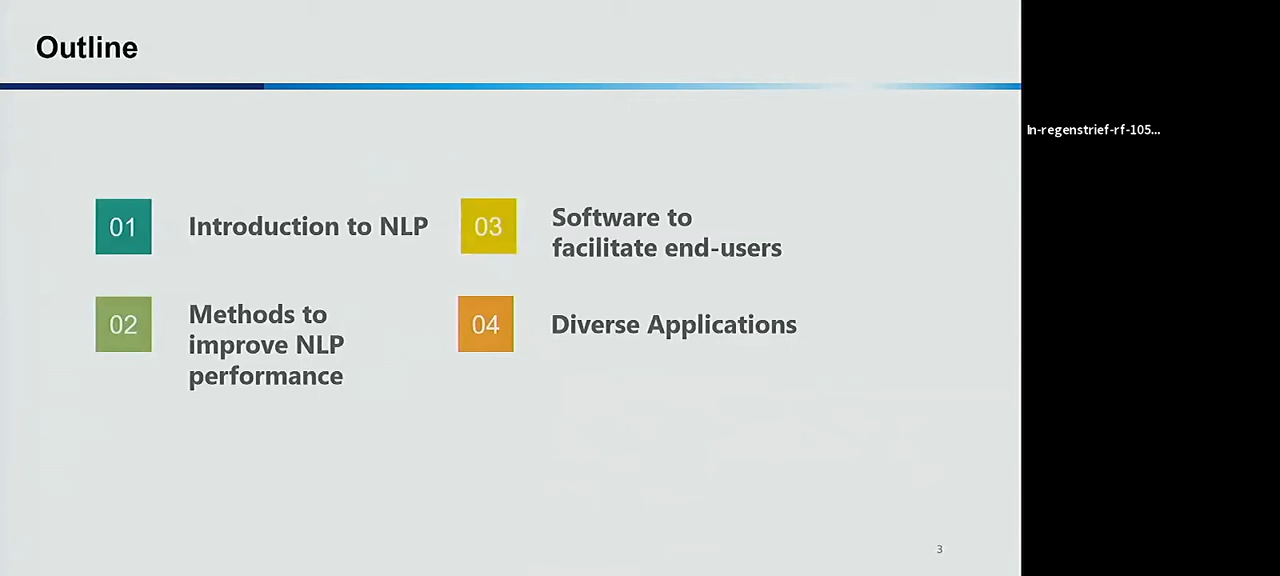 Outline
01
Introduction to NLP
02
Methods to
improve NLP
performance
03
Software to
facilitate end-users
04
Diverse Applications
3
In-regenstrief-rf-105...